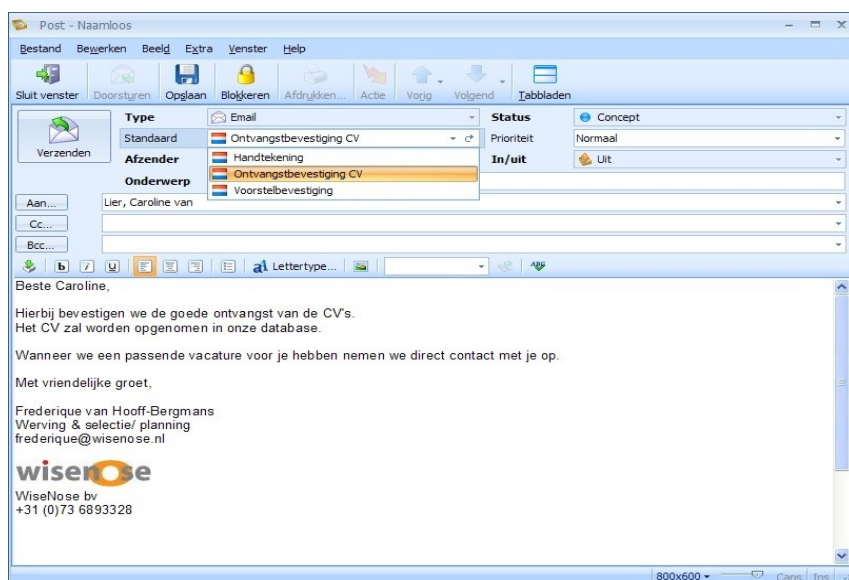 Post - Naamloos
Bestand Bewerken Beeld Extra Venster Help
Sluit venster Doorsturen Opslaan Blokkeren Afdrukken... Actie Vorig Volgend Tabbladen
Verzenden
Type Email Status Concept
Standaard Ontvangstbevestiging CV Prioriteit Normaal
Afzender Handtekening In/uit Uit
Ontvangstbevestiging CV
Onderwerp Voorstelbevestiging
Aan... Lier, Caroline van
Cc...
Bcc...
b i u Lettertype... ABC
Beste Caroline,
Hierbij bevestigen we de goede ontvangst van de CV's.
Het CV zal worden opgenomen in onze database.
Wanneer we een passende vacature voor je hebben nemen we direct contact met je op.
Met vriendelijke groet,
Frederique van Hooff-Bergmans
Werving & selectie/ planning
frederique@wisenose.nl
wisenose
WiseNose bv
+31 (0)73 6893328
800x600 Caps Ins